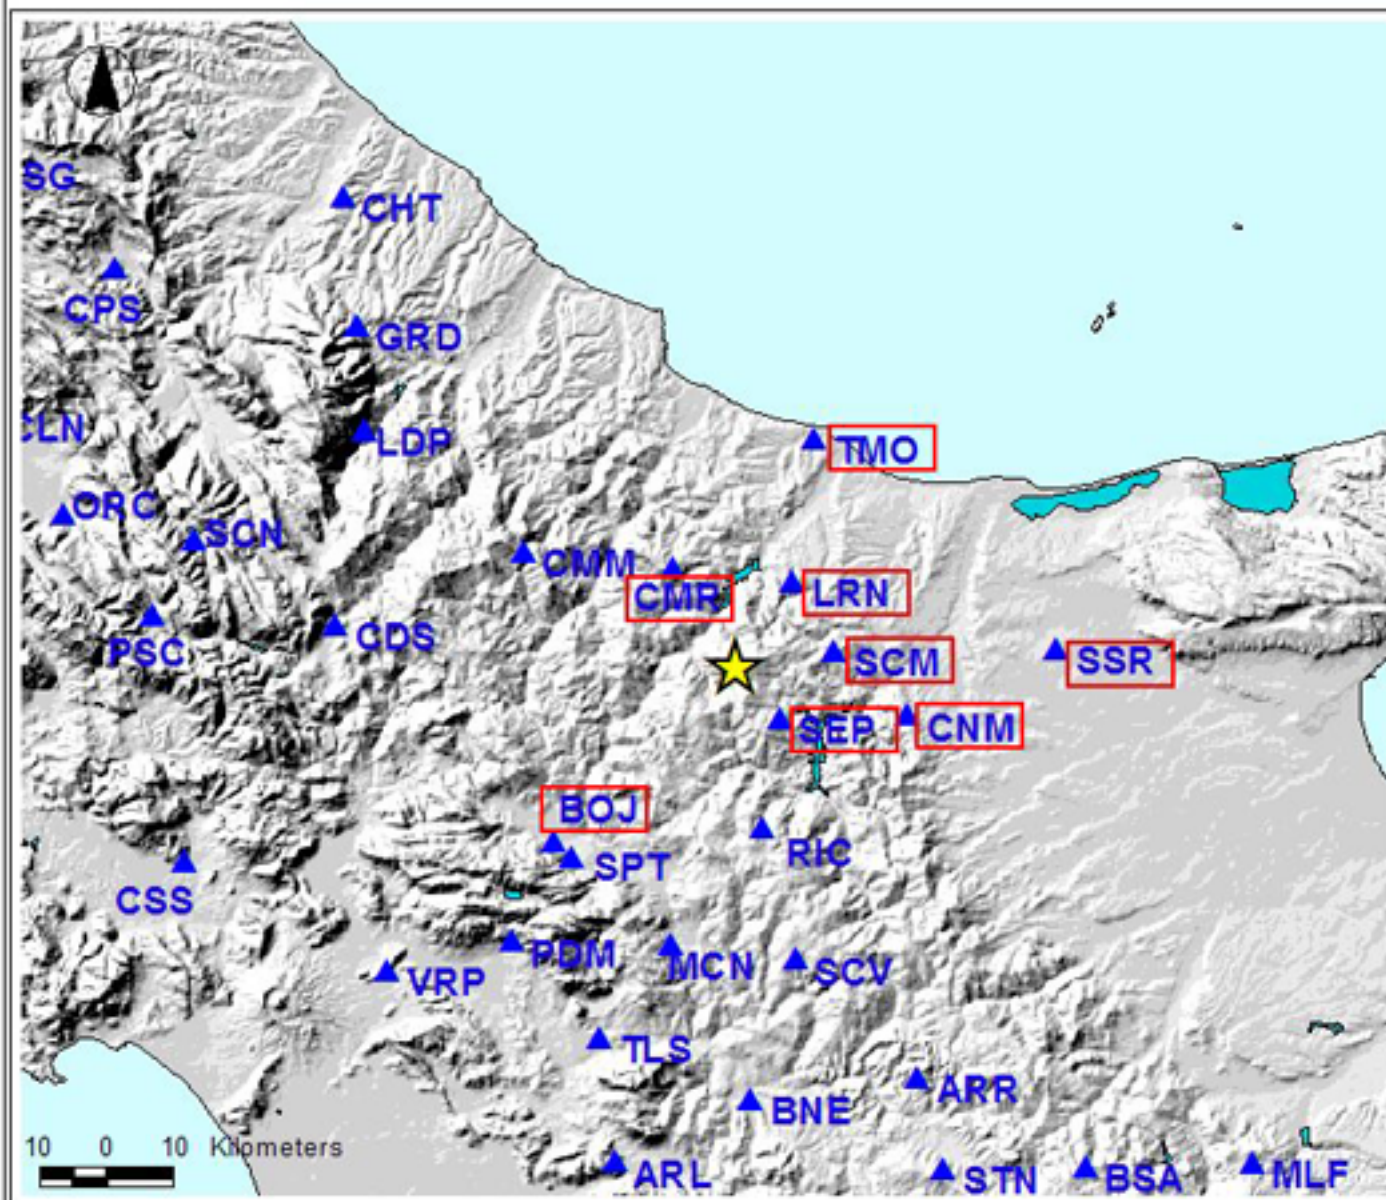 SG
CHT
CPS
GRD
CLN
LDP
TMO
ORC
SCN
CMM
CMR
LRN
PSC
CDS
SCM
SSR
SEP
CNM
BOJ
SPT
RIC
CSS
PDM
MCN
SCV
VRP
TLS
BNE
ARR
10 0 10 Kilometers
ARL
STN
BSA
MLF